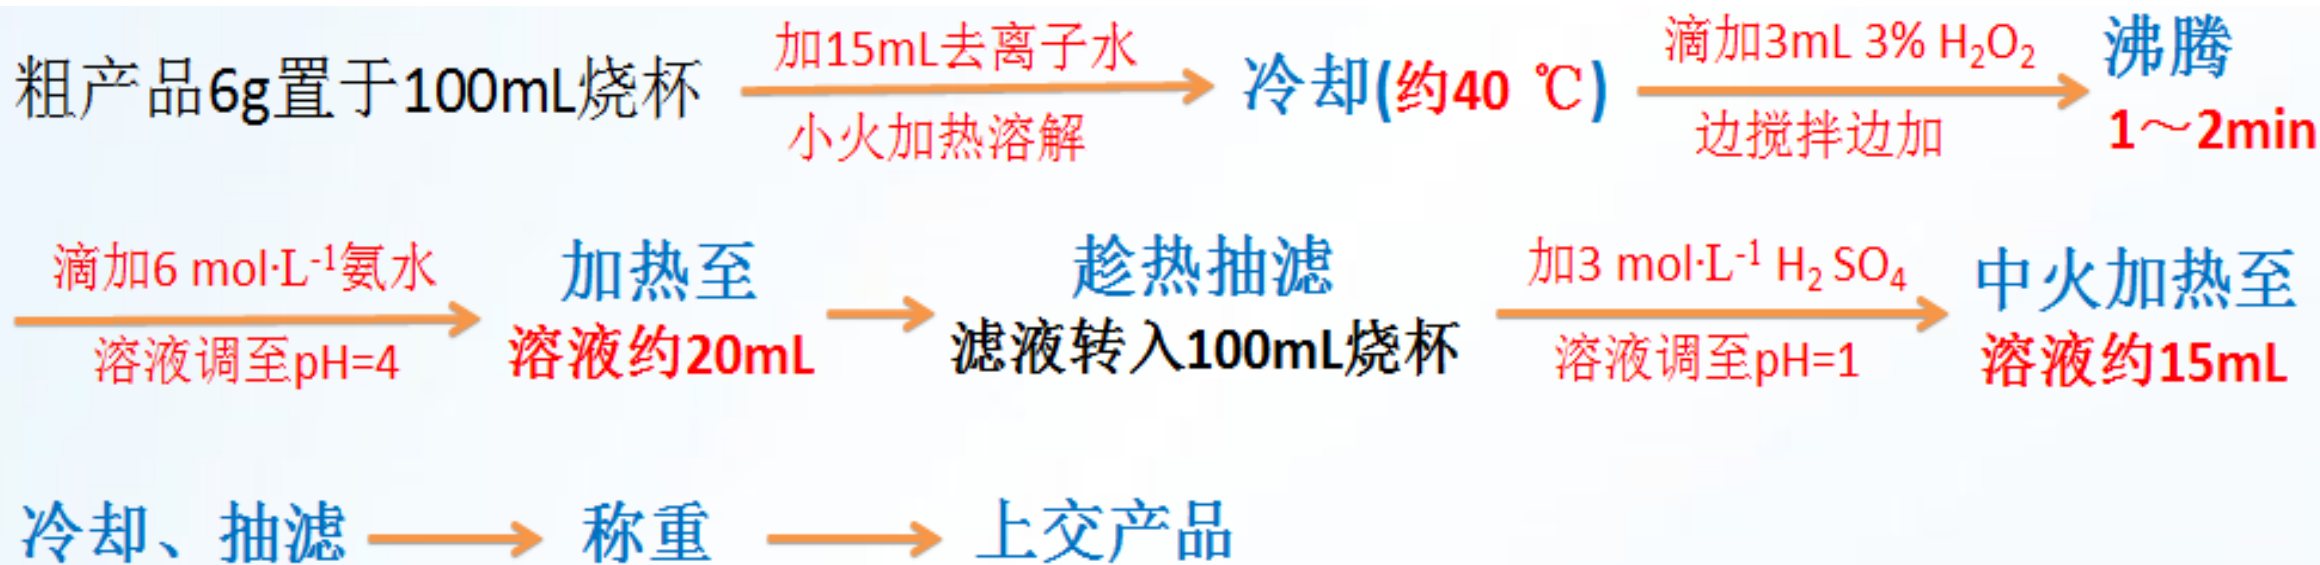 粗产品6g置于100mL烧杯
加15mL去离子水
小火加热溶解
冷却(约40 ℃)
滴加3mL 3% H₂O₂
边搅拌边加
沸腾
1～2min
滴加6 mol·L⁻¹氨水
溶液调至pH=4
加热至
溶液约20mL
趁热抽滤
滤液转入100mL烧杯
加3 mol·L⁻¹ H₂ SO₄
溶液调至pH=1
中火加热至
溶液约15mL
冷却、抽滤
称重
上交产品